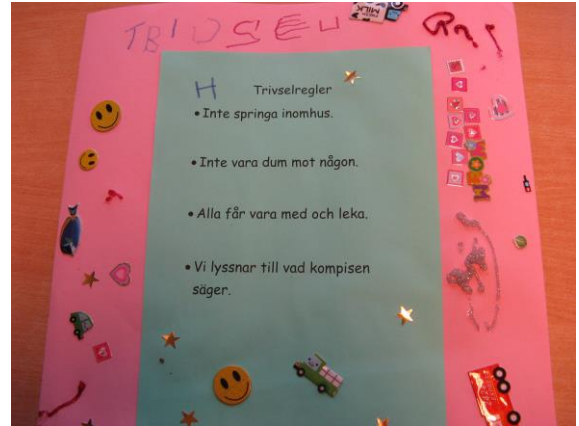 TRIVSEL
H
Trivselregler
• Inte springa inomhus.
• Inte vara dum mot någon.
• Alla får vara med och leka.
• Vi lyssnar till vad kompisen
säger.
MILK